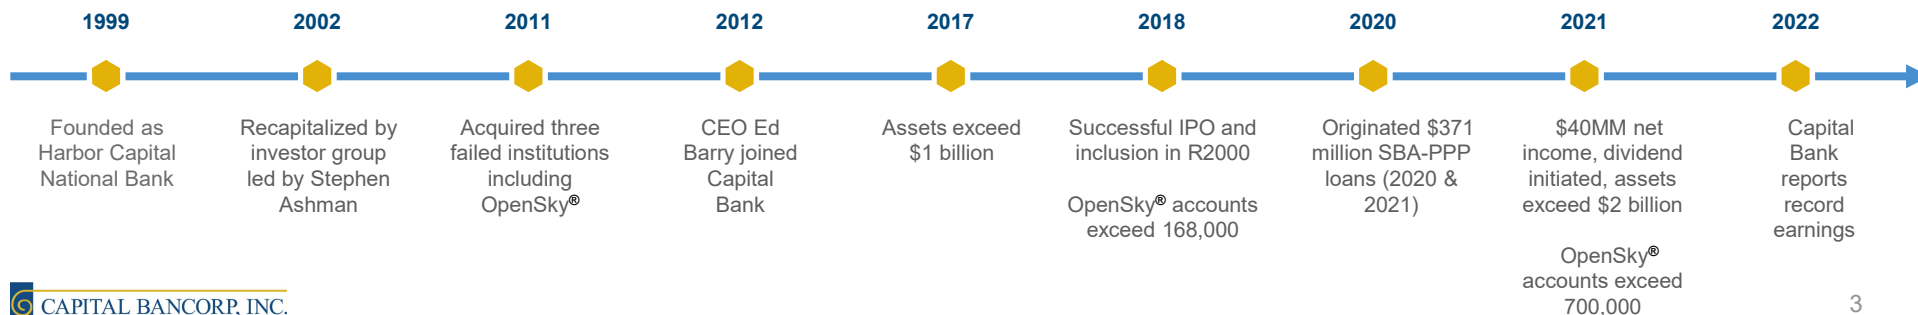 1999
Founded as
Harbor Capital
National Bank
2002
Recapitalized by
investor group
led by Stephen
Ashman
2011
Acquired three
failed institutions
including
OpenSky®
2012
CEO Ed
Barry joined
Capital
Bank
2017
Assets exceed
$1 billion
2018
Successful IPO and
inclusion in R2000
OpenSky® accounts
exceed 168,000
2020
Originated $371
million SBA-PPP
loans (2020 &
2021)
2021
$40MM net
income, dividend
initiated, assets
exceed $2 billion
OpenSky®
accounts exceed
700,000
2022
Capital
Bank
reports
record
earnings
CAPITAL BANCORP, INC.
3